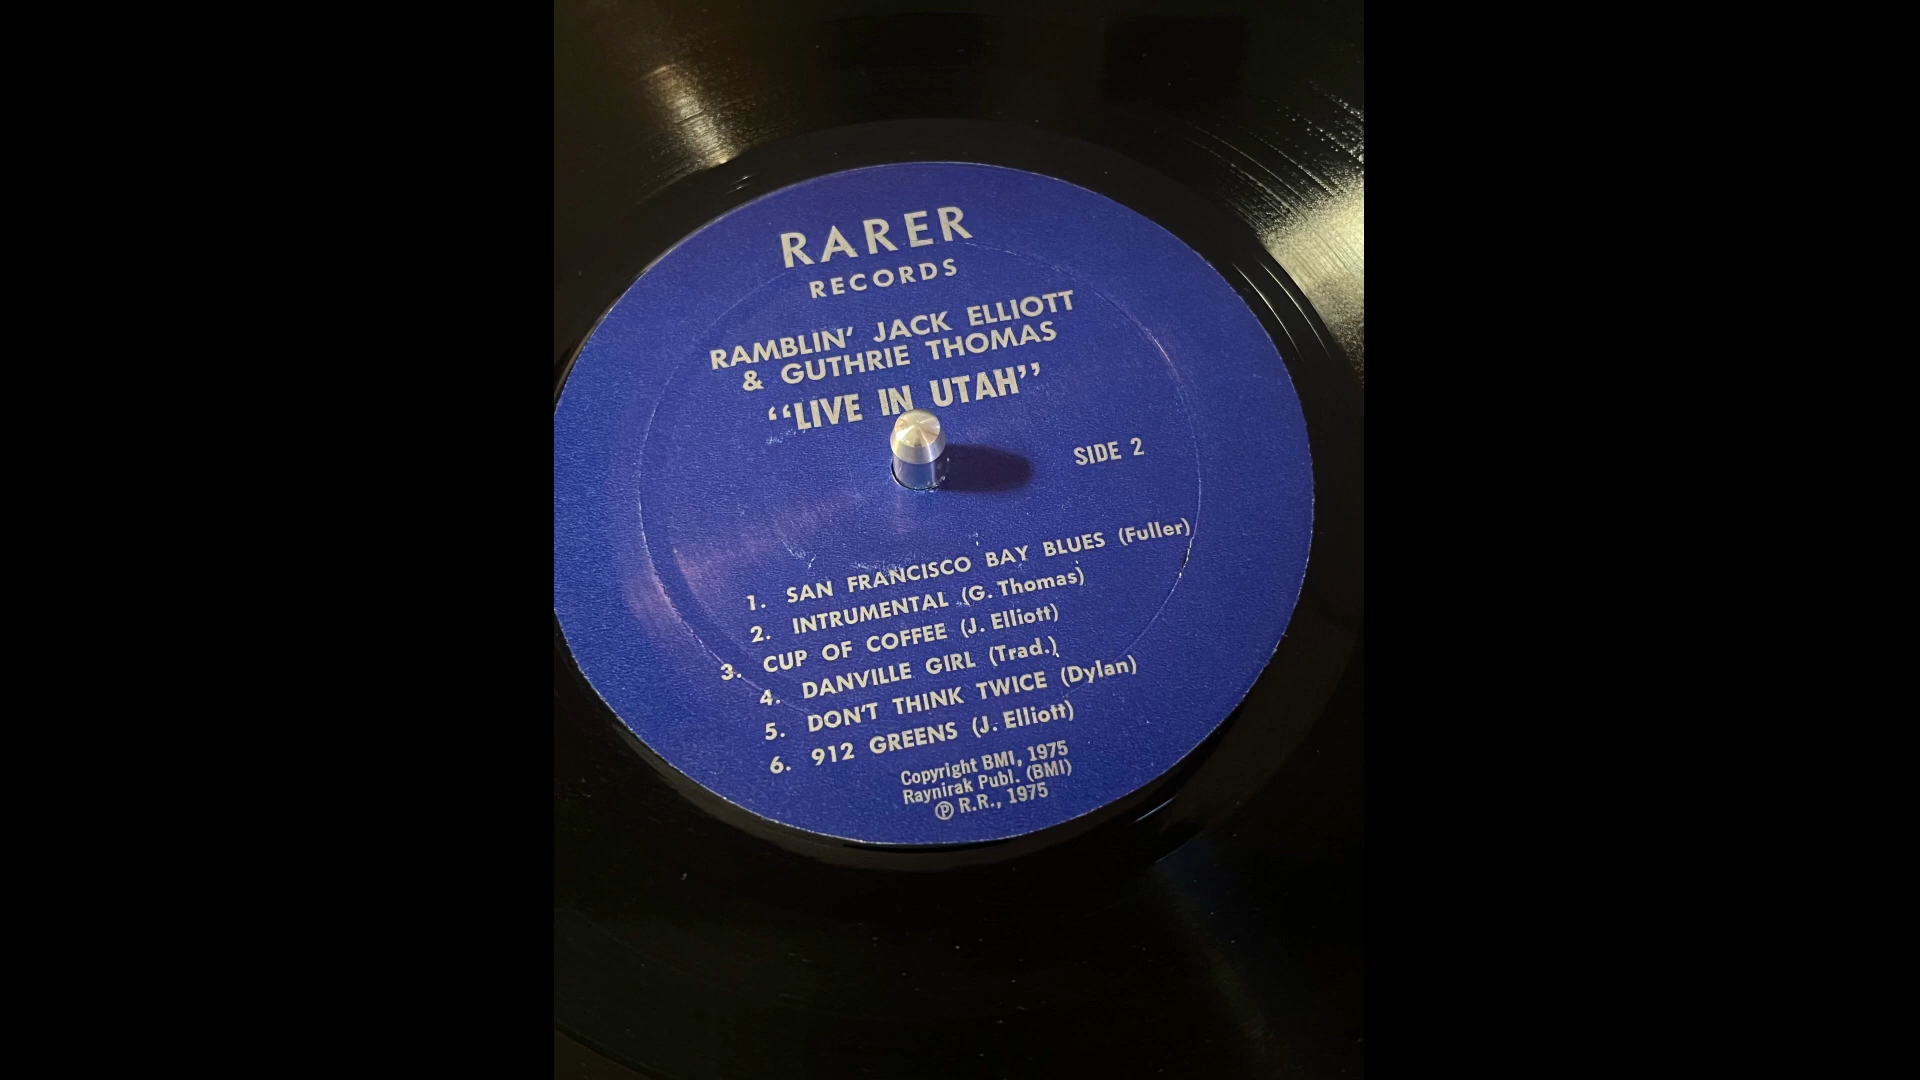 RARER
RECORDS
RAMBLIN' JACK ELLIOTT
& GUTHRIE THOMAS
"LIVE IN UTAH"
SIDE 2
1. SAN FRANCISCO BAY BLUES (Fuller)
2. INTRUMENTAL (G. Thomas)
3. CUP OF COFFEE (J. Elliott)
4. DANVILLE GIRL (Trad.)
5. DON'T THINK TWICE (Dylan)
6. 912 GREENS (J. Elliott)
Copyright BMI, 1975
Raynirak Publ. (BMI)
℗ R.R., 1975